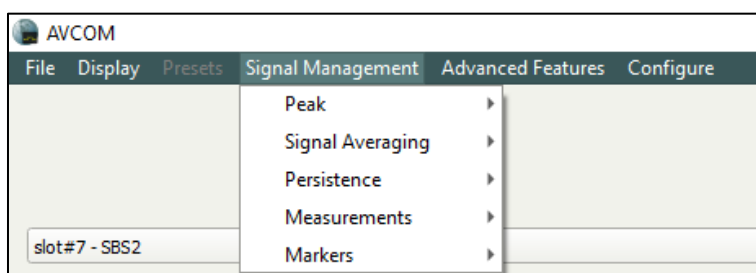 AVCOM
File Display Presets Signal Management Advanced Features Configure
Peak
Signal Averaging
Persistence
Measurements
slot#7 - SBS2
Markers